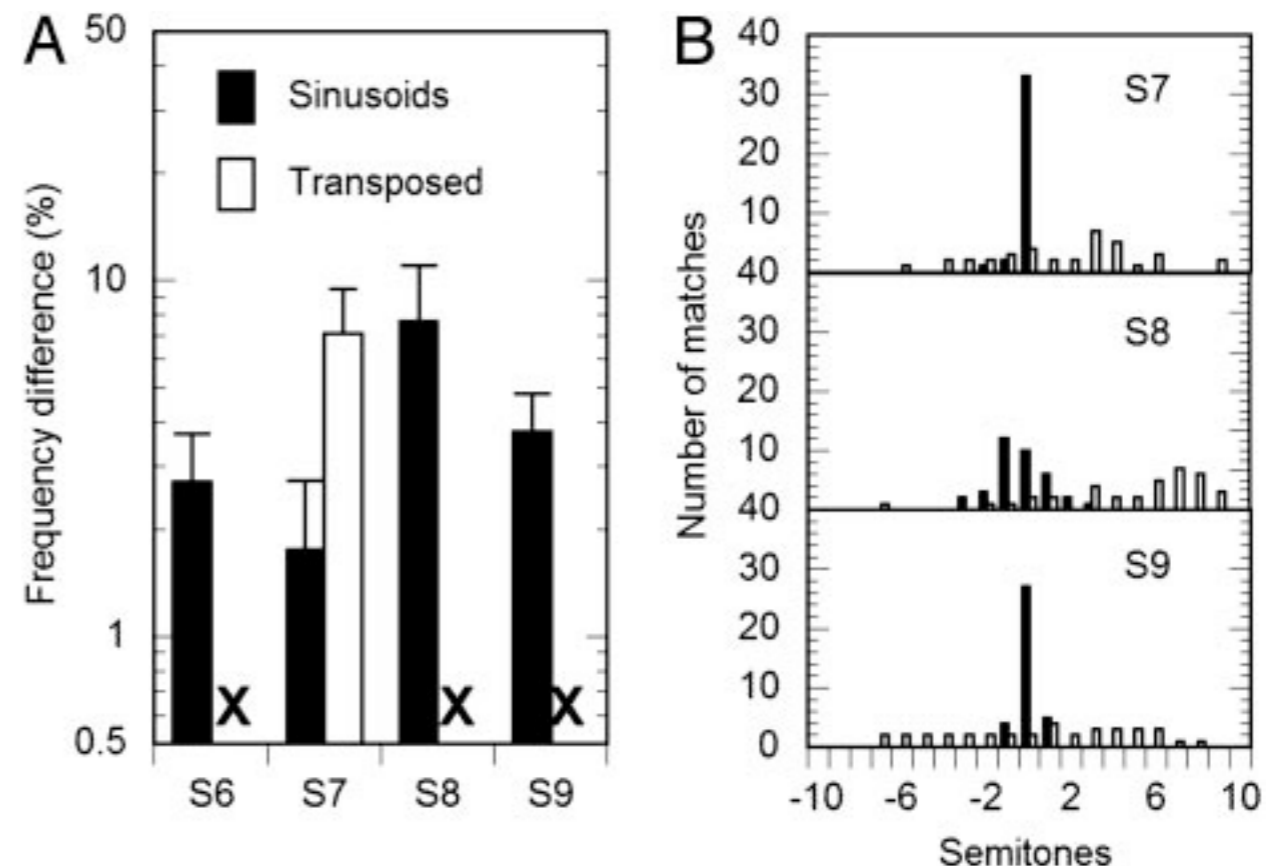 A
Frequency difference (%)
50
10
1
0.5
Sinusoids
Transposed
X
X
X
S6 S7 S8 S9
B
Number of matches
40
30
20
10
40
30
20
10
40
30
20
10
0
S7
S8
S9
-10 -6 -2 2 6 10
Semitones